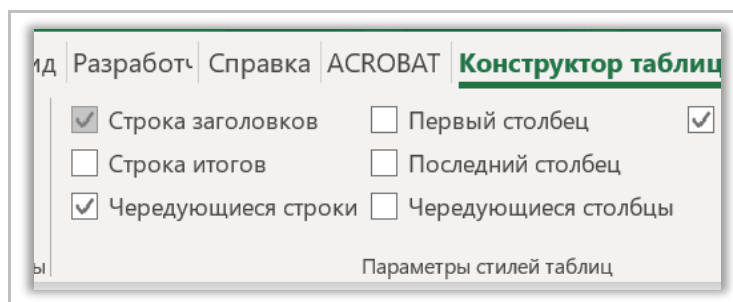 ид Разработч Справка ACROBAT Конструктор таблиц
Строка заголовков Первый столбец
Строка итогов Последний столбец
Чередующиеся строки Чередующиеся столбцы
ы Параметры стилей таблиц